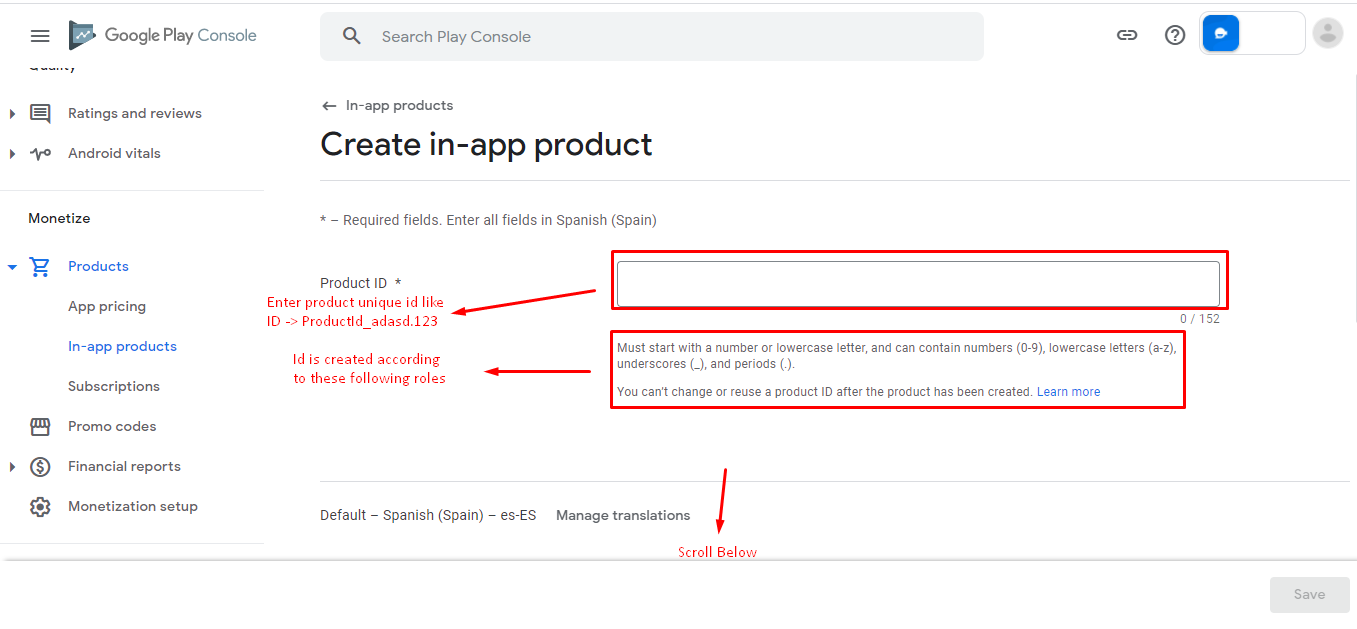 Google Play Console
Search Play Console
Quality
Ratings and reviews
Android vitals
Monetize
Products
App pricing
In-app products
Subscriptions
Promo codes
Financial reports
Monetization setup
In-app products
Create in-app product
* – Required fields. Enter all fields in Spanish (Spain)
Product ID *
Enter product unique id like
ID -> ProductId_adasd.123
0 / 152
Id is created according
to these following roles
Must start with a number or lowercase letter, and can contain numbers (0-9), lowercase letters (a-z),
underscores (_), and periods (.).
You can't change or reuse a product ID after the product has been created. Learn more
Default – Spanish (Spain) – es-ES Manage translations
Scroll Below
Save